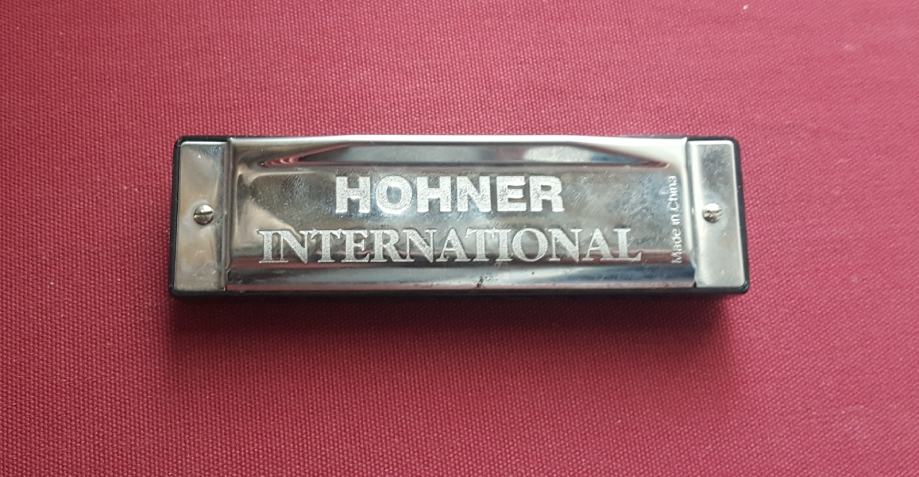 HOHNER
INTERNATIONAL
Made in China